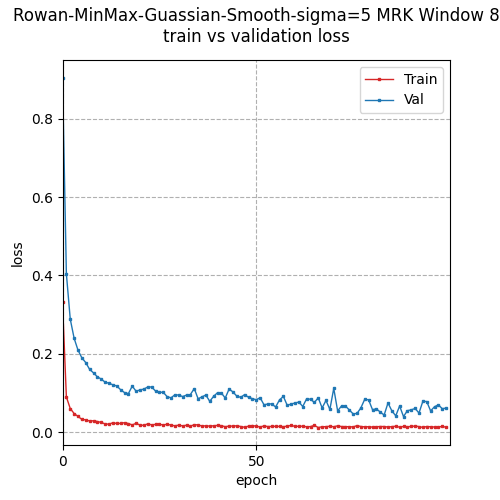 Rowan-MinMax-Guassian-Smooth-sigma=5 MRK Window 8
train vs validation loss
Train
Val
0.8
0.6
0.4
0.2
0.0
loss
0
50
epoch